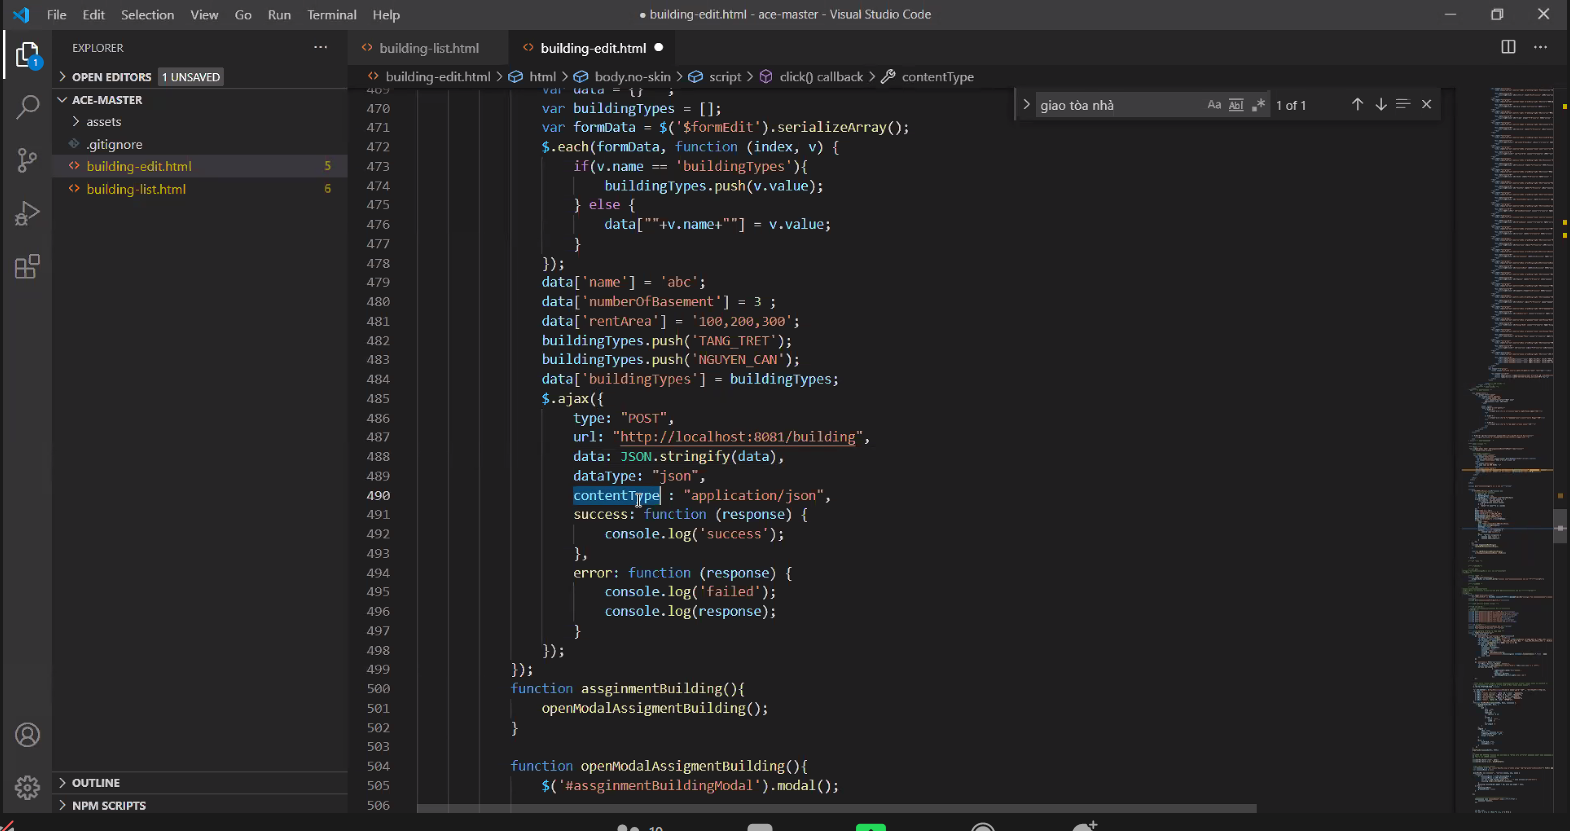 File Edit Selection View Go Run Terminal Help
● building-edit.html - ace-master - Visual Studio Code
EXPLORER
OPEN EDITORS 1 UNSAVED
ACE-MASTER
assets
.gitignore
building-edit.html 5
building-list.html 6
OUTLINE
NPM SCRIPTS
1
building-list.html
building-edit.html
building-edit.html > html > body.no-skin > script > click() callback > contentType
giao tòa nhà
1 of 1
469 var data = {}
470 var buildingTypes = [];
471 var formData = $('$formEdit').serializeArray();
472 $.each(formData, function (index, v) {
473 if(v.name == 'buildingTypes'){
474 buildingTypes.push(v.value);
475 } else {
476 data[""+v.name+""] = v.value;
477 }
478 });
479 data['name'] = 'abc';
480 data['numberOfBasement'] = 3 ;
481 data['rentArea'] = '100,200,300';
482 buildingTypes.push('TANG_TRET');
483 buildingTypes.push('NGUYEN_CAN');
484 data['buildingTypes'] = buildingTypes;
485 $.ajax({
486 type: "POST",
487 url: "http://localhost:8081/building",
488 data: JSON.stringify(data),
489 dataType: "json",
490 contentType : "application/json",
491 success: function (response) {
492 console.log('success');
493 },
494 error: function (response) {
495 console.log('failed');
496 console.log(response);
497 }
498 });
499 });
500 function assginmentBuilding(){
501 openModalAssigmentBuilding();
502 }
503
504 function openModalAssigmentBuilding(){
505 $('#assginmentBuildingModal').modal();
506